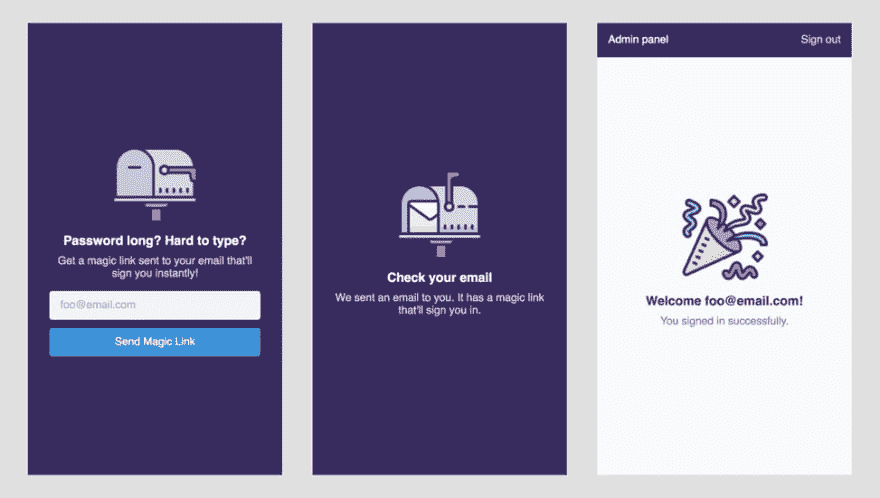 Password long? Hard to type?
Get a magic link sent to your email that'll
sign you instantly!
foo@email.com
Send Magic Link
Check your email
We sent an email to you. It has a magic link
that'll sign you in.
Admin panel
Sign out
Welcome foo@email.com!
You signed in successfully.